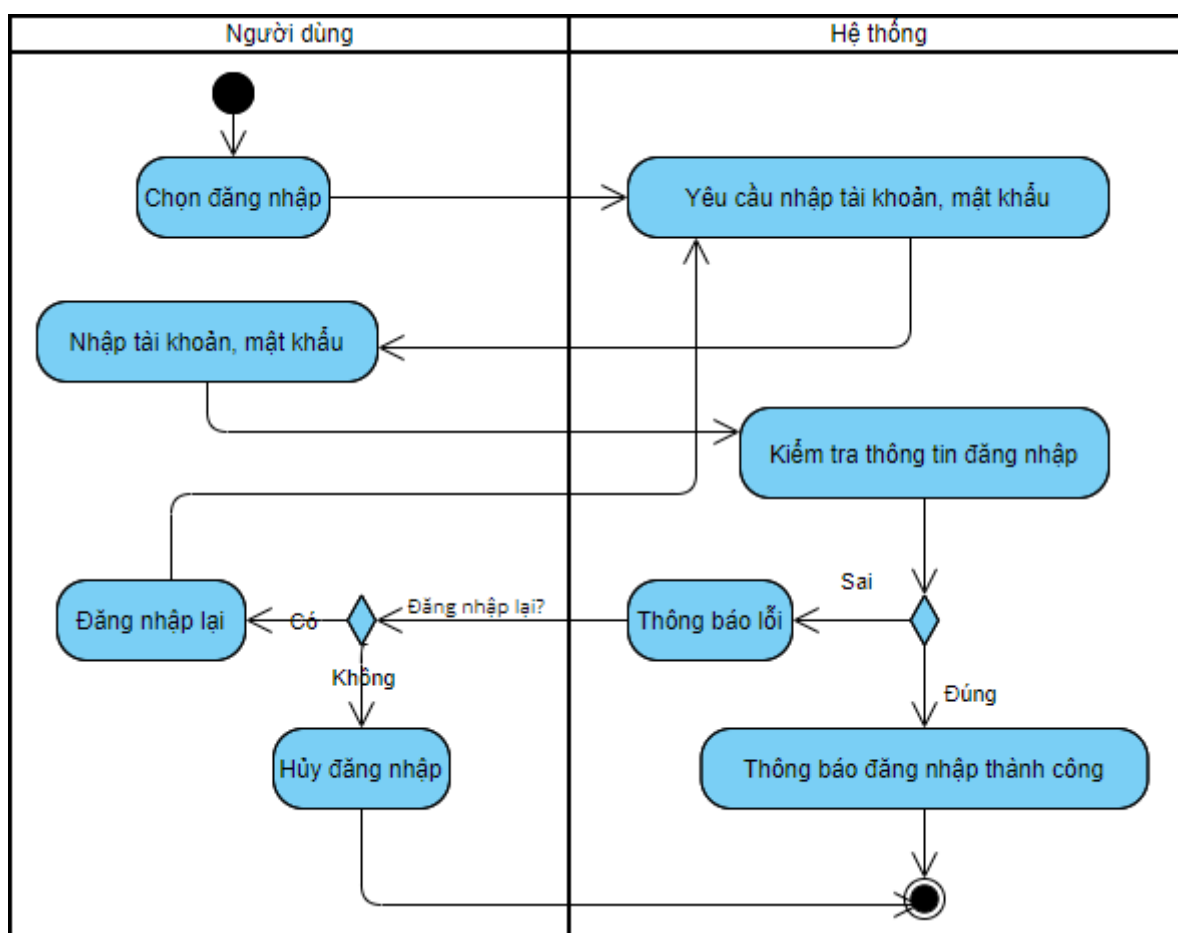 Người dùng
Hệ thống
Chọn đăng nhập
Yêu cầu nhập tài khoản, mật khẩu
Nhập tài khoản, mật khẩu
Kiểm tra thông tin đăng nhập
Sai
Đăng nhập lại
Có
Đăng nhập lại?
Thông báo lỗi
Không
Đúng
Hủy đăng nhập
Thông báo đăng nhập thành công